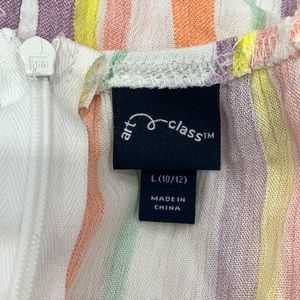 art class™
L (10/12)
MADE IN
CHINA